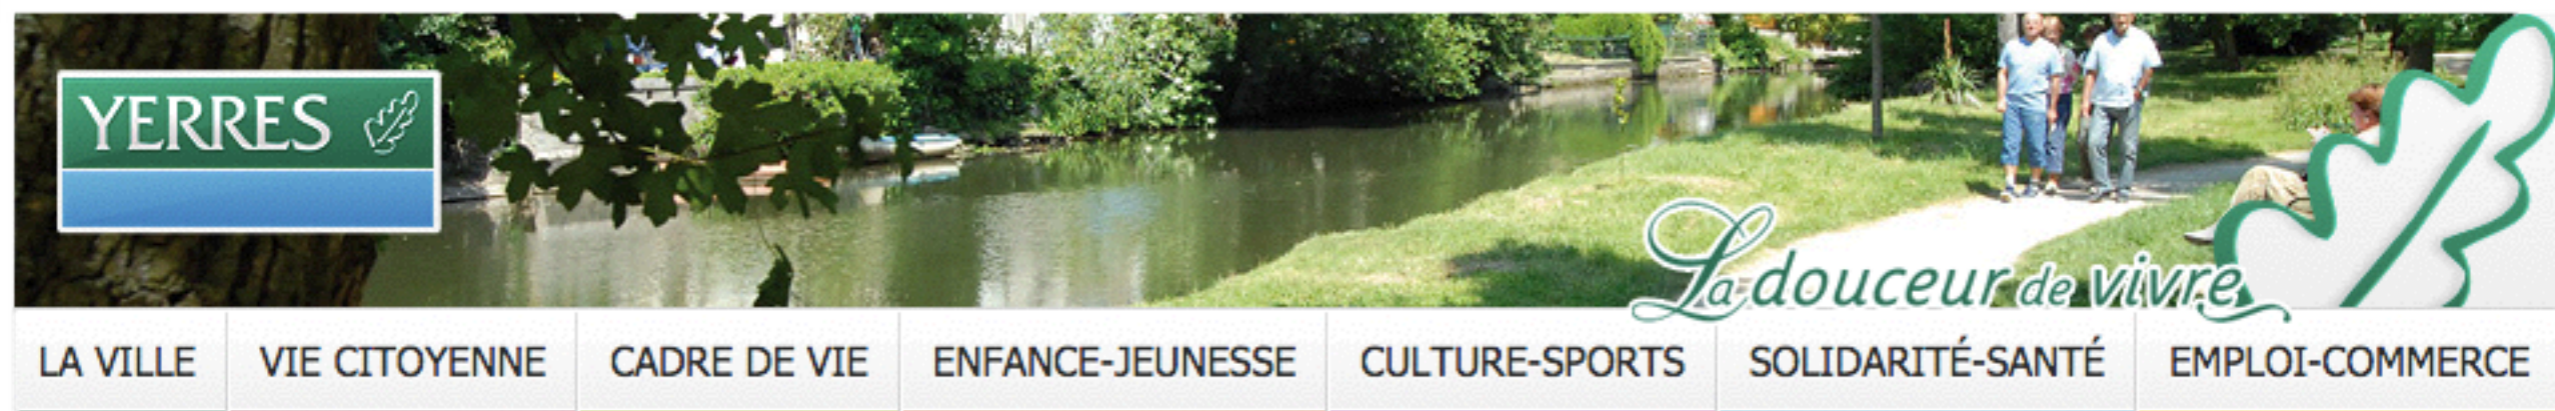 YERRES
La douceur de vivre
LA VILLE
VIE CITOYENNE
CADRE DE VIE
ENFANCE-JEUNESSE
CULTURE-SPORTS
SOLIDARITÉ-SANTÉ
EMPLOI-COMMERCE